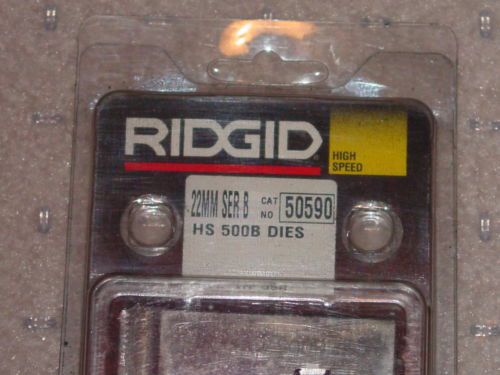 RIDGID
HIGH
SPEED
22MM SER B CAT NO 50590
HS 500B DIES